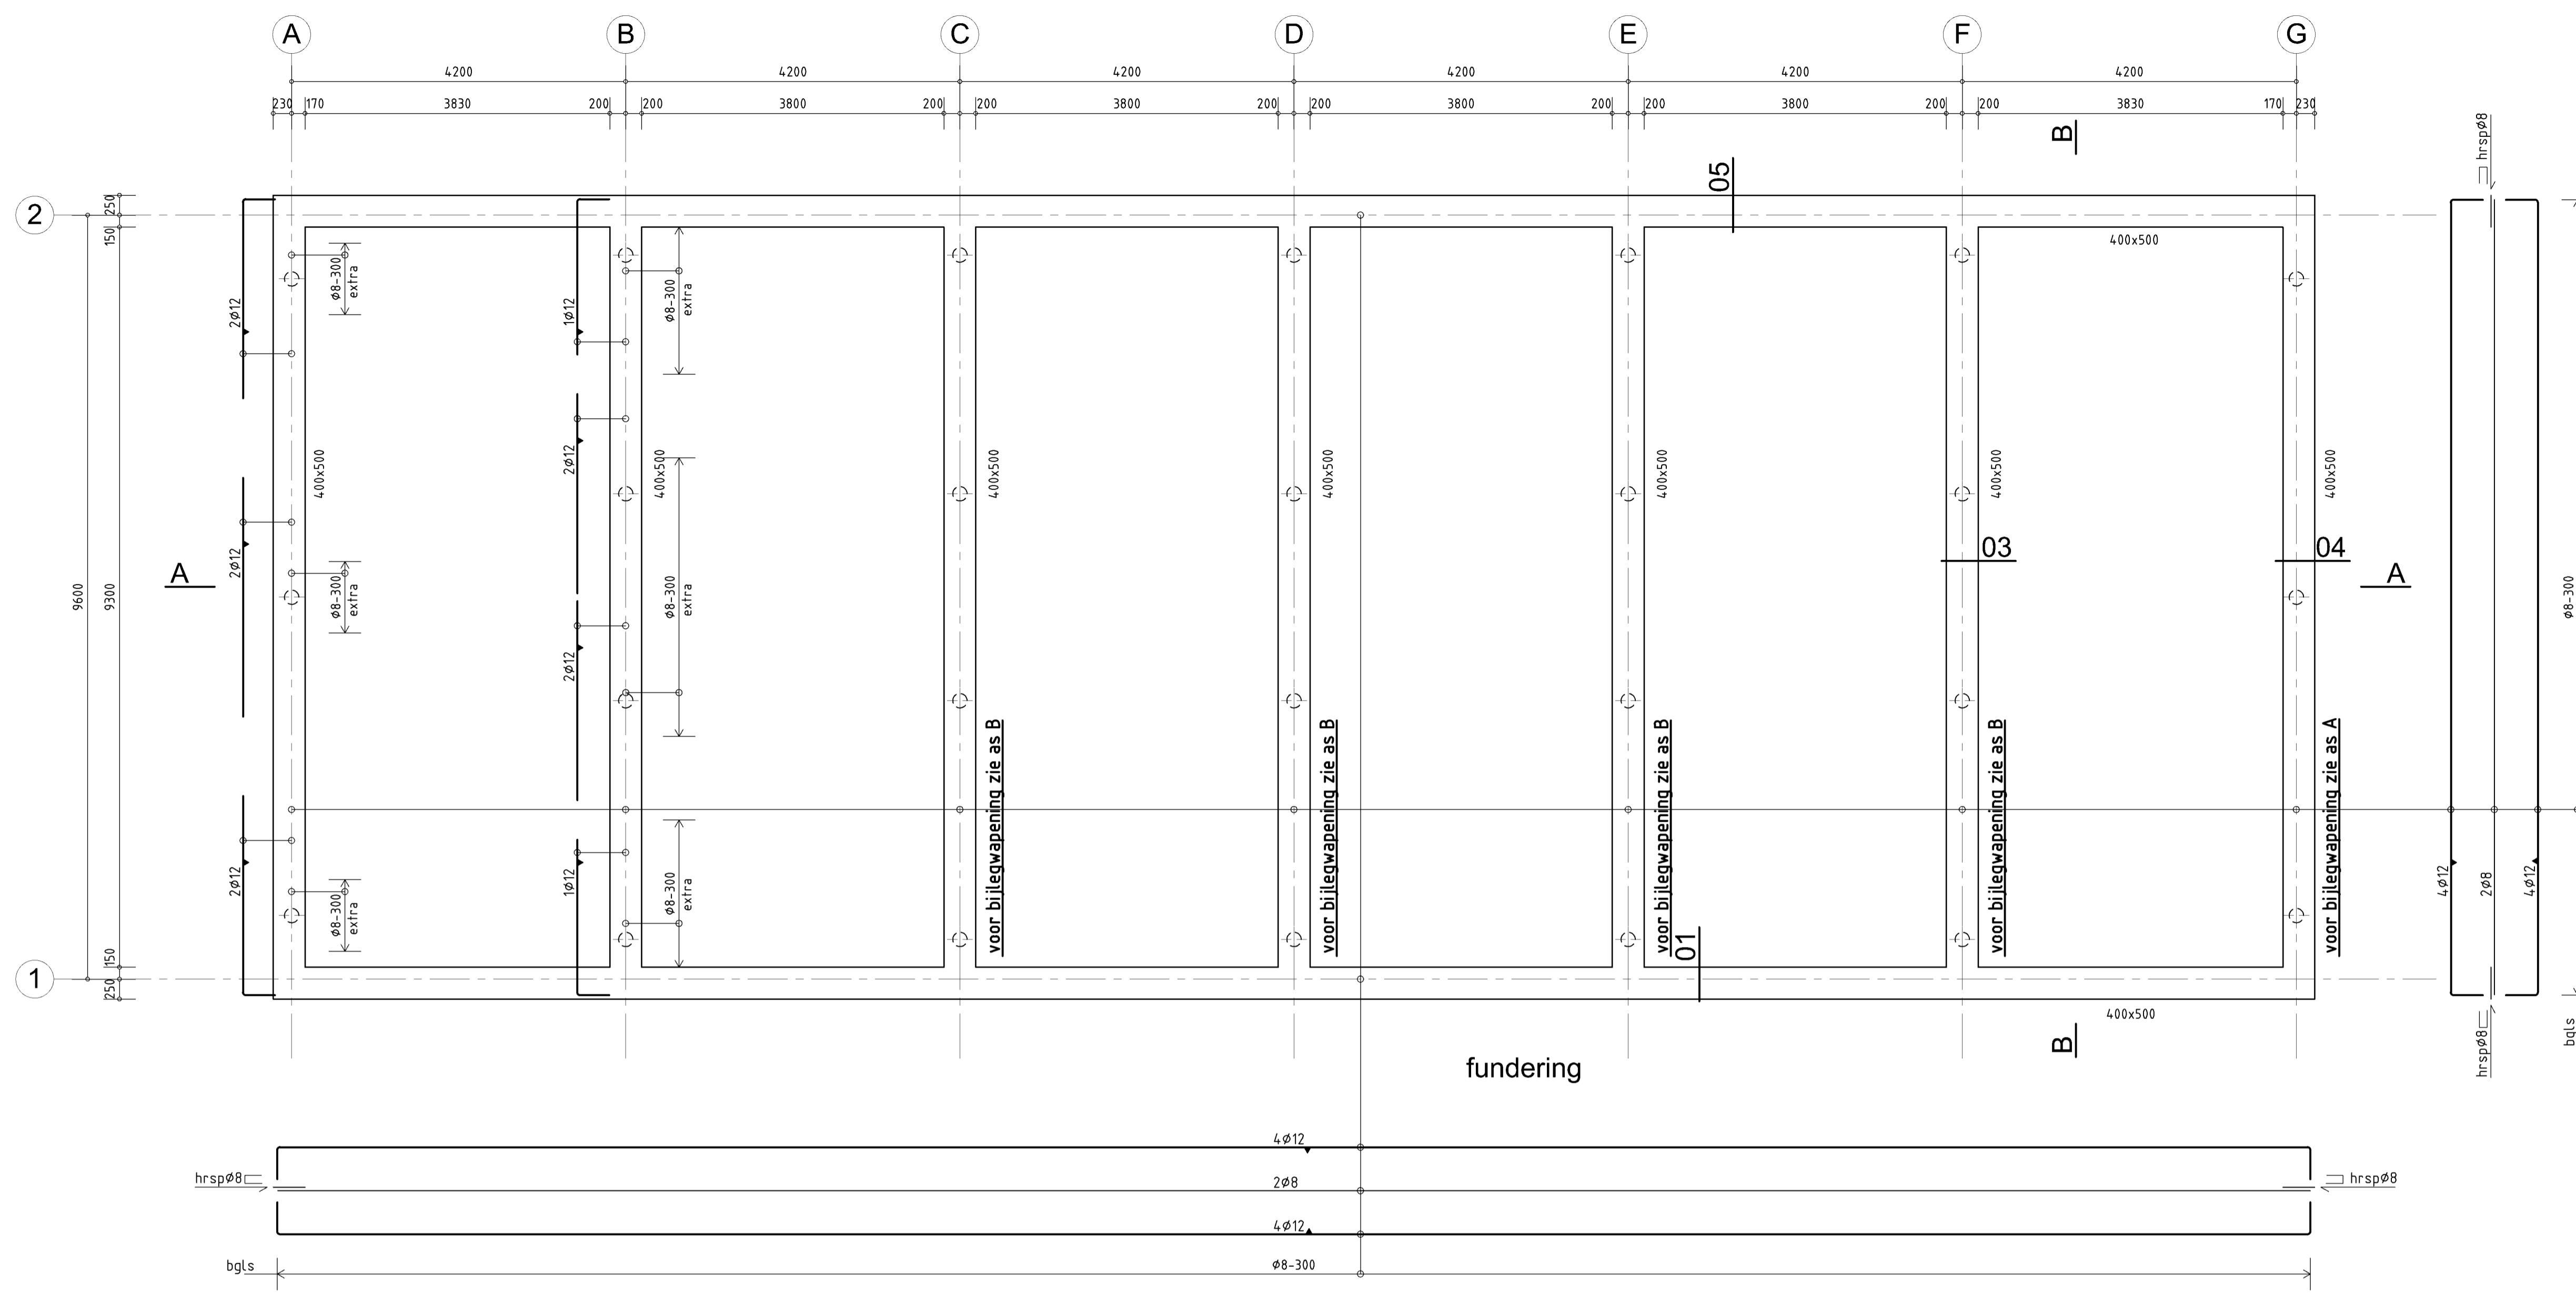 A B C D E F G
4200 4200 4200 4200 4200 4200
230 170 3830 200 200 3800 200 200 3800 200 200 3800 200 200 3800 200 200 3830 170 230
B
hrspø8
05
2
250
150
400x500
ø8-300
extra
ø8-300
extra
2ø12
1ø12
400x500
2ø12
400x500
400x500
400x500
400x500
400x500
400x500
03
04
A
2ø12
9600
9300
ø8-300
extra
ø8-300
extra
A
ø8-300
2ø12
voor bijlegwapening zie as B
voor bijlegwapening zie as B
voor bijlegwapening zie as B
voor bijlegwapening zie as B
voor bijlegwapening zie as A
2ø12
1ø12
ø8-300
extra
ø8-300
extra
4ø12
2ø8
4ø12
01
150
1
250
400x500
B
hrspø8
bgls
fundering
4ø12
hrspø8
2ø8
hrspø8
4ø12
bgls
ø8-300